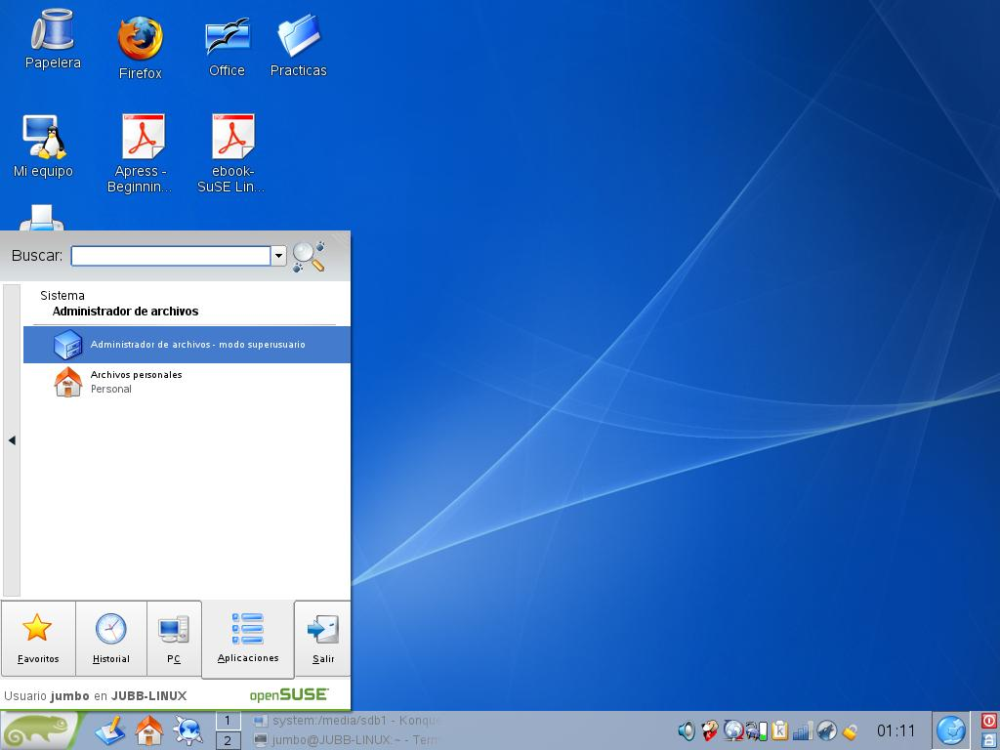 Papelera
Firefox
Office
Practicas
Mi equipo
Apress -
Beginnin...
ebook-
SuSE Lin...
Buscar:
Sistema
Administrador de archivos
Administrador de archivos - modo superusuario
Archivos personales
Personal
Favoritos
Historial
PC
Aplicaciones
Salir
Usuario jumbo en JUBB-LINUX
openSUSE
1
2
system:/media/sdb1 - Konque
jumbo@JUBB-LINUX:~ - Tern
01:11